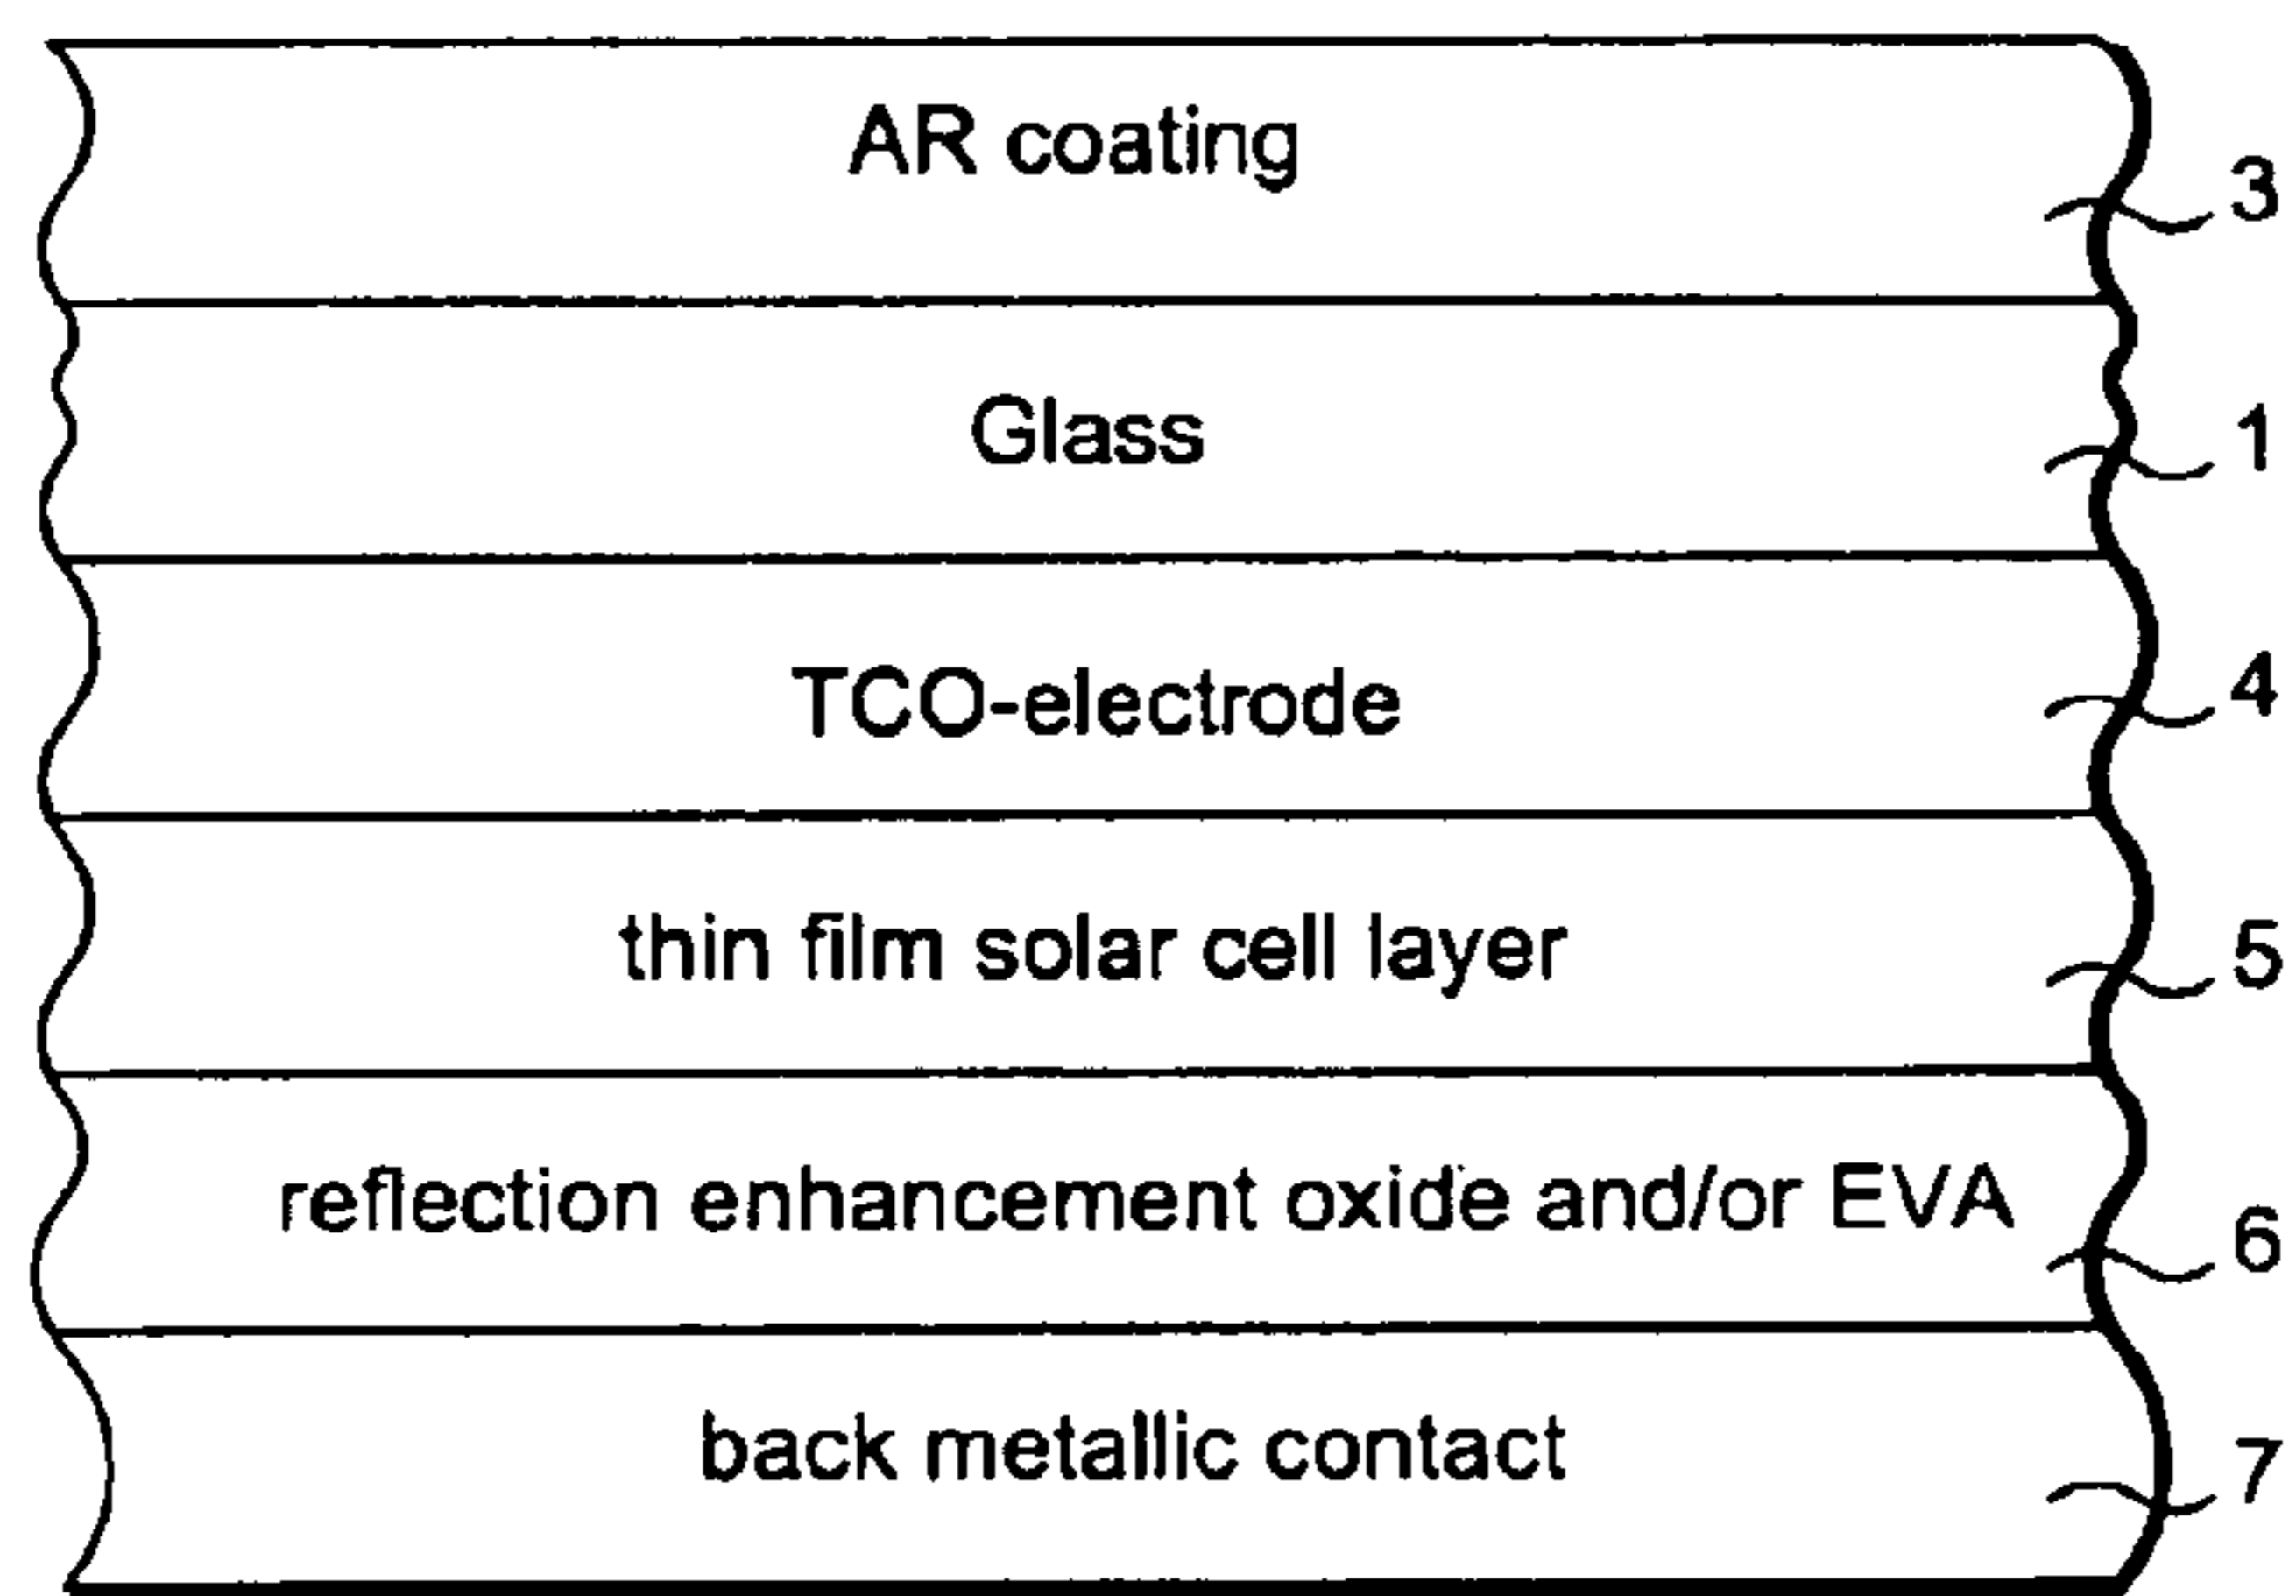 AR coating
3
Glass
1
TCO-electrode
4
thin film solar cell layer
5
reflection enhancement oxide and/or EVA
6
back metallic contact
7